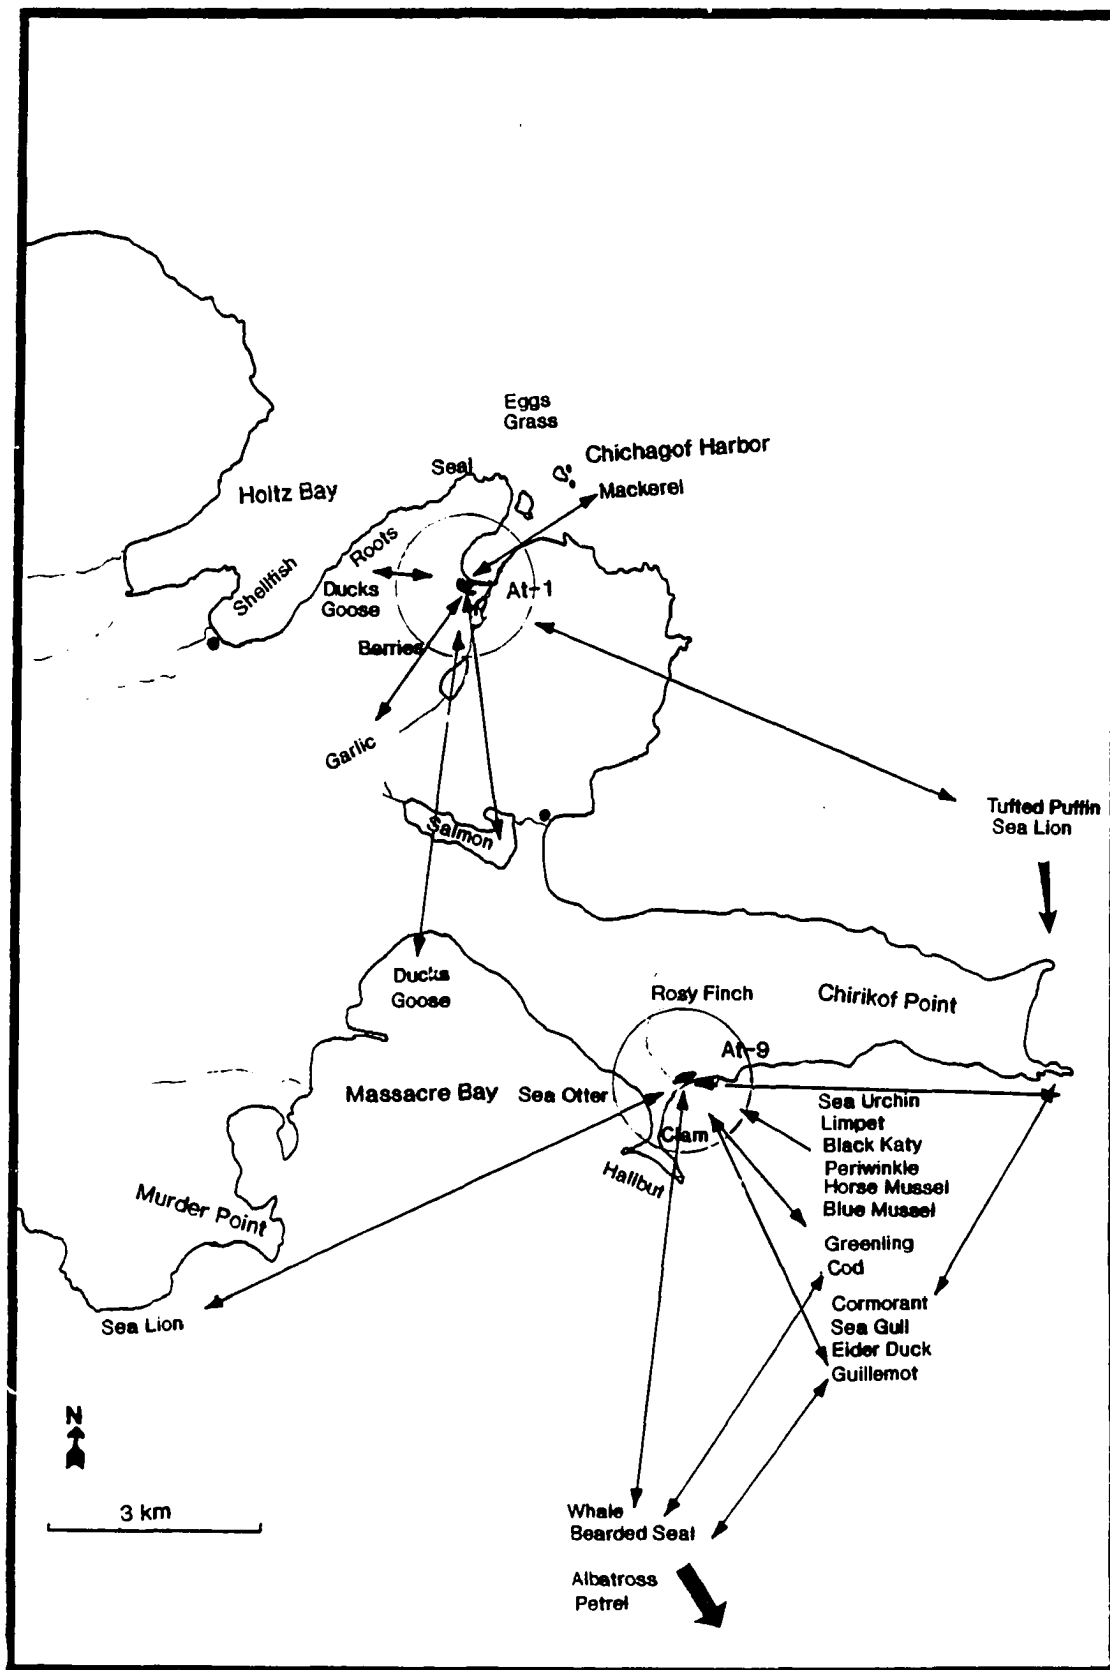 Eggs
Grass
Chichagof Harbor
Seal
Mackerel
Holtz Bay
Roots
Shellfish
Ducks
Goose
At-1
Berries
Garlic
Salmon
Tufted Puffin
Sea Lion
Ducks
Goose
Rosy Finch
Chirikof Point
At-9
Massacre Bay
Sea Otter
Clam
Halibut
Sea Urchin
Limpet
Black Katy
Periwinkle
Horse Mussel
Blue Mussel
Murder Point
Greenling
Cod
Sea Lion
Cormorant
Sea Gull
Eider Duck
Guillemot
N
3 km
Whale
Bearded Seal
Albatross
Petrel